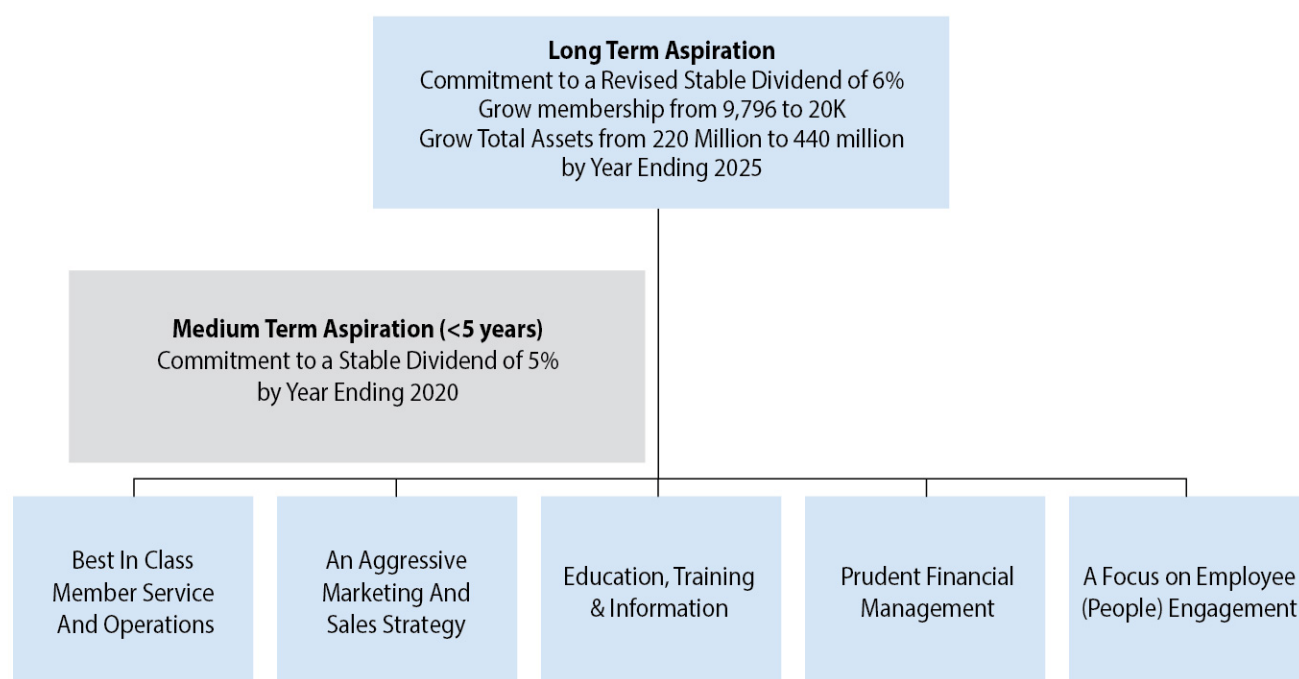 Long Term Aspiration
Commitment to a Revised Stable Dividend of 6%
Grow membership from 9,796 to 20K
Grow Total Assets from 220 Million to 440 million
by Year Ending 2025
Medium Term Aspiration (<5 years)
Commitment to a Stable Dividend of 5%
by Year Ending 2020
Best In Class
Member Service
And Operations
An Aggressive
Marketing And
Sales Strategy
Education, Training
& Information
Prudent Financial
Management
A Focus on Employee
(People) Engagement